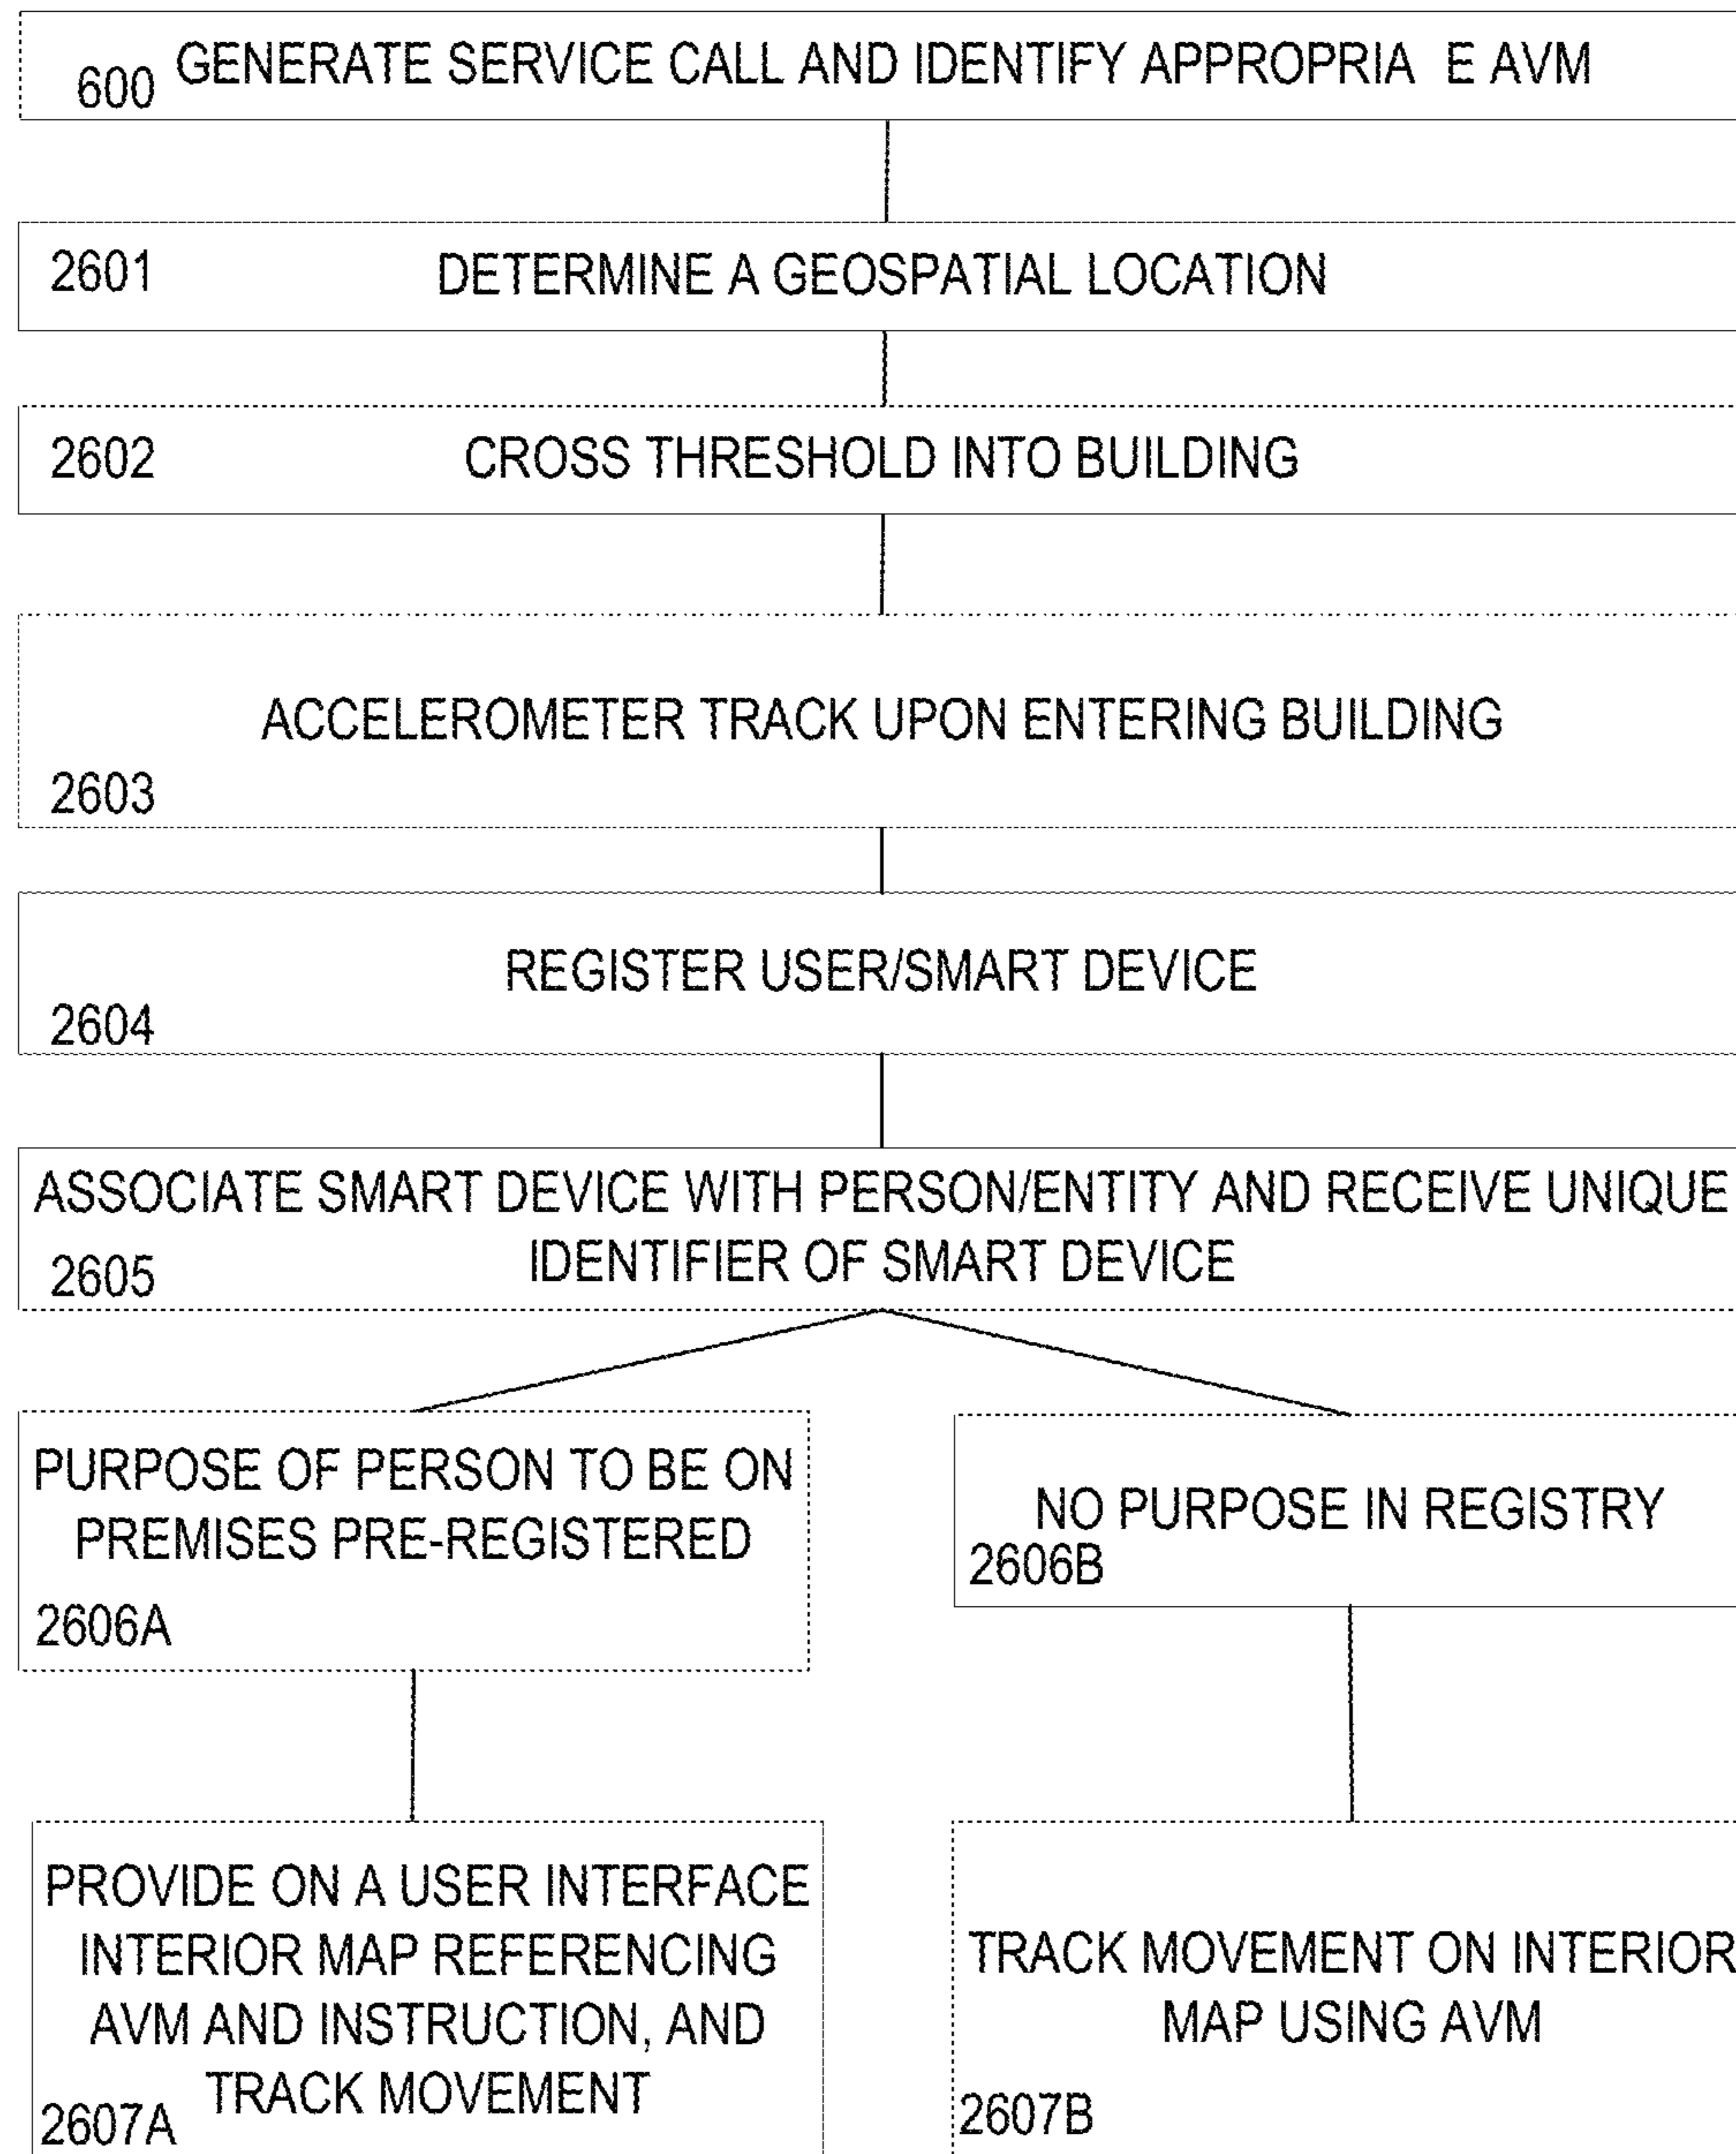 600 GENERATE SERVICE CALL AND IDENTIFY APPROPRIA E AVM
2601 DETERMINE A GEOSPATIAL LOCATION
2602 CROSS THRESHOLD INTO BUILDING
ACCELEROMETER TRACK UPON ENTERING BUILDING
2603
REGISTER USER/SMART DEVICE
2604
ASSOCIATE SMART DEVICE WITH PERSON/ENTITY AND RECEIVE UNIQUE
2605 IDENTIFIER OF SMART DEVICE
PURPOSE OF PERSON TO BE ON
PREMISES PRE-REGISTERED
2606A
NO PURPOSE IN REGISTRY
2606B
PROVIDE ON A USER INTERFACE
INTERIOR MAP REFERENCING
AVM AND INSTRUCTION, AND
TRACK MOVEMENT
2607A
TRACK MOVEMENT ON INTERIOR
MAP USING AVM
2607B